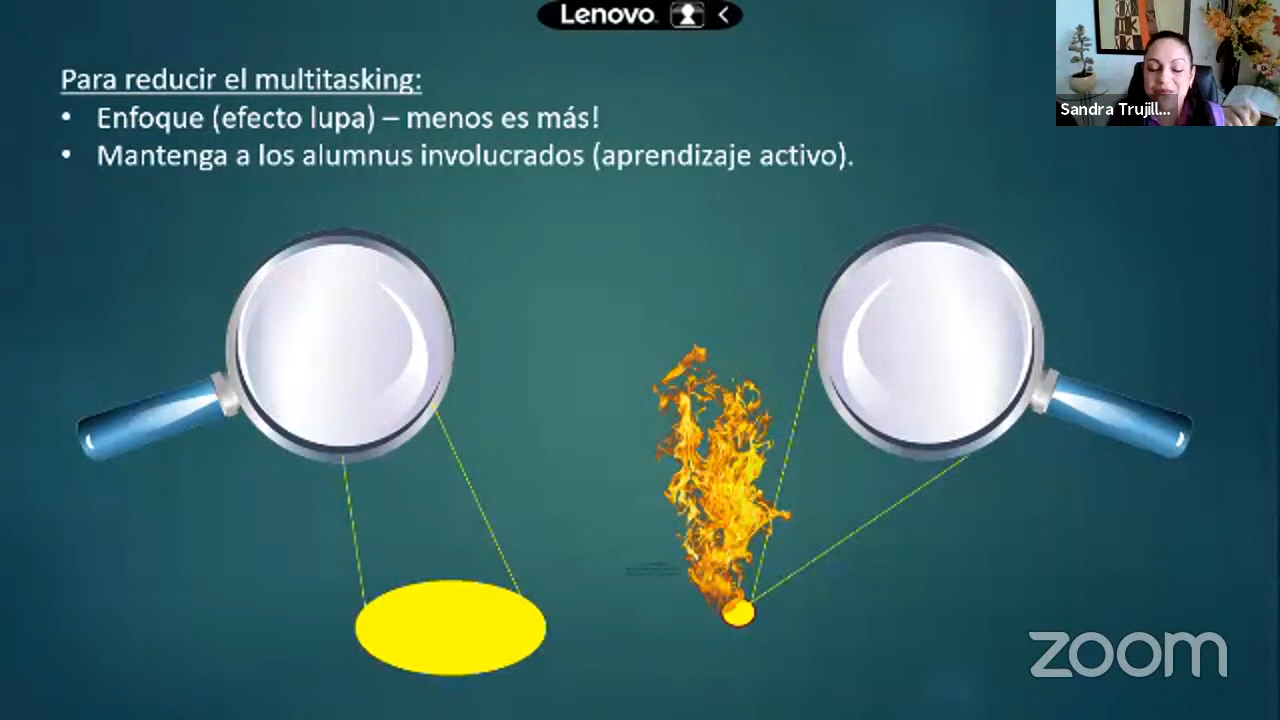 Lenovo
Sandra Trujill...
Para reducir el multitasking:
• Enfoque (efecto lupa) – menos es más!
• Mantenga a los alumnus involucrados (aprendizaje activo).
zoom